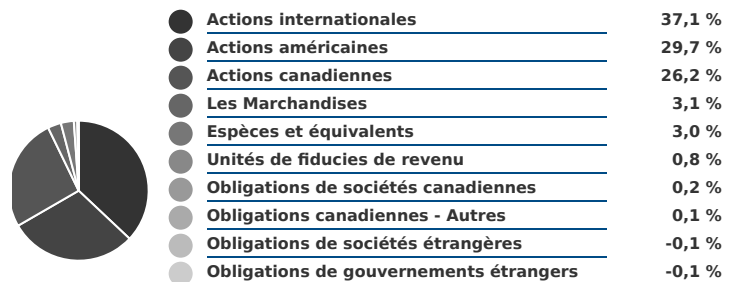 Actions internationales 37,1 %
Actions américaines 29,7 %
Actions canadiennes 26,2 %
Les Marchandises 3,1 %
Espèces et équivalents 3,0 %
Unités de fiducies de revenu 0,8 %
Obligations de sociétés canadiennes 0,2 %
Obligations canadiennes - Autres 0,1 %
Obligations de sociétés étrangères -0,1 %
Obligations de gouvernements étrangers -0,1 %